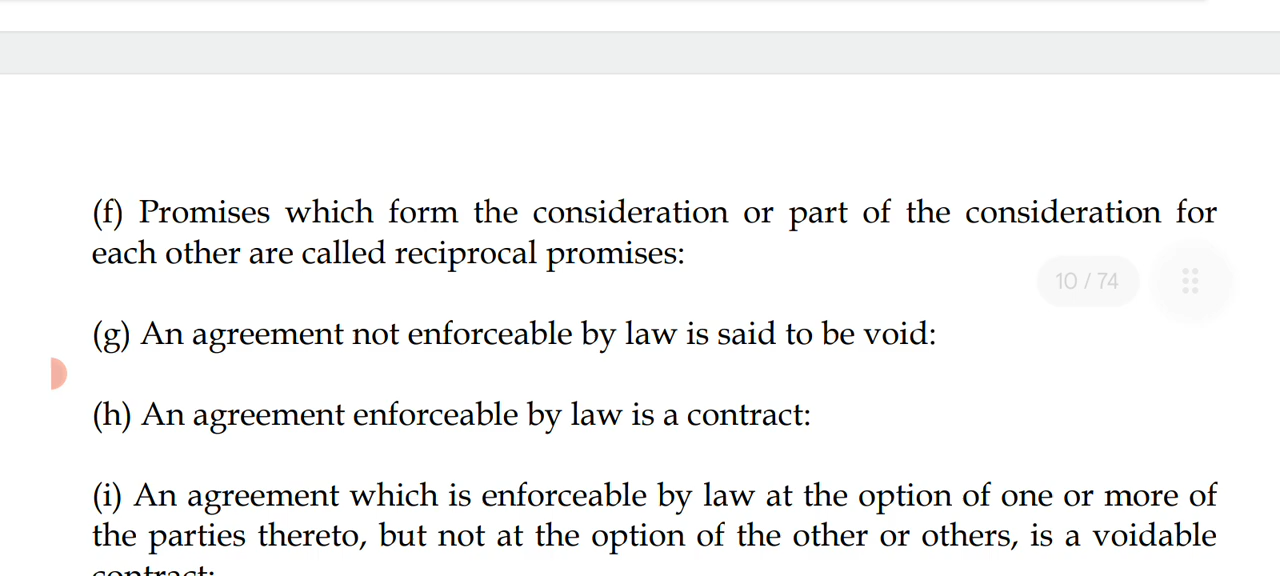 (f) Promises which form the consideration or part of the consideration for
each other are called reciprocal promises:
10 / 74
(g) An agreement not enforceable by law is said to be void:
(h) An agreement enforceable by law is a contract:
(i) An agreement which is enforceable by law at the option of one or more of
the parties thereto, but not at the option of the other or others, is a voidable
contract: